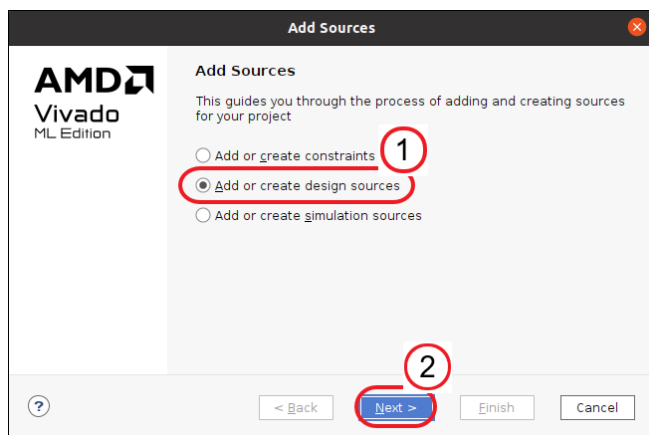 Add Sources
AMD
Vivado
ML Edition
Add Sources
This guides you through the process of adding and creating sources
for your project
Add or create constraints
1
Add or create design sources
Add or create simulation sources
2
?
< Back
Next >
Finish
Cancel